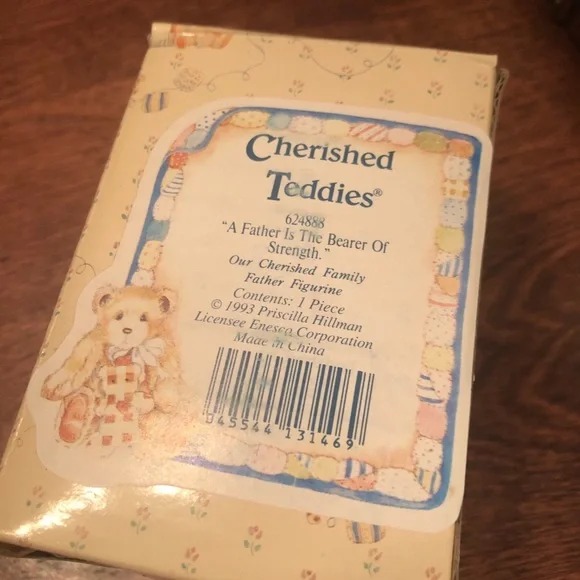 Cherished
Teddies®
624888
"A Father Is The Bearer Of
Strength."
Our Cherished Family
Father Figurine
Contents: 1 Piece
© 1993 Priscilla Hillman
Licensee Enesco Corporation
Made in China
045544 131469